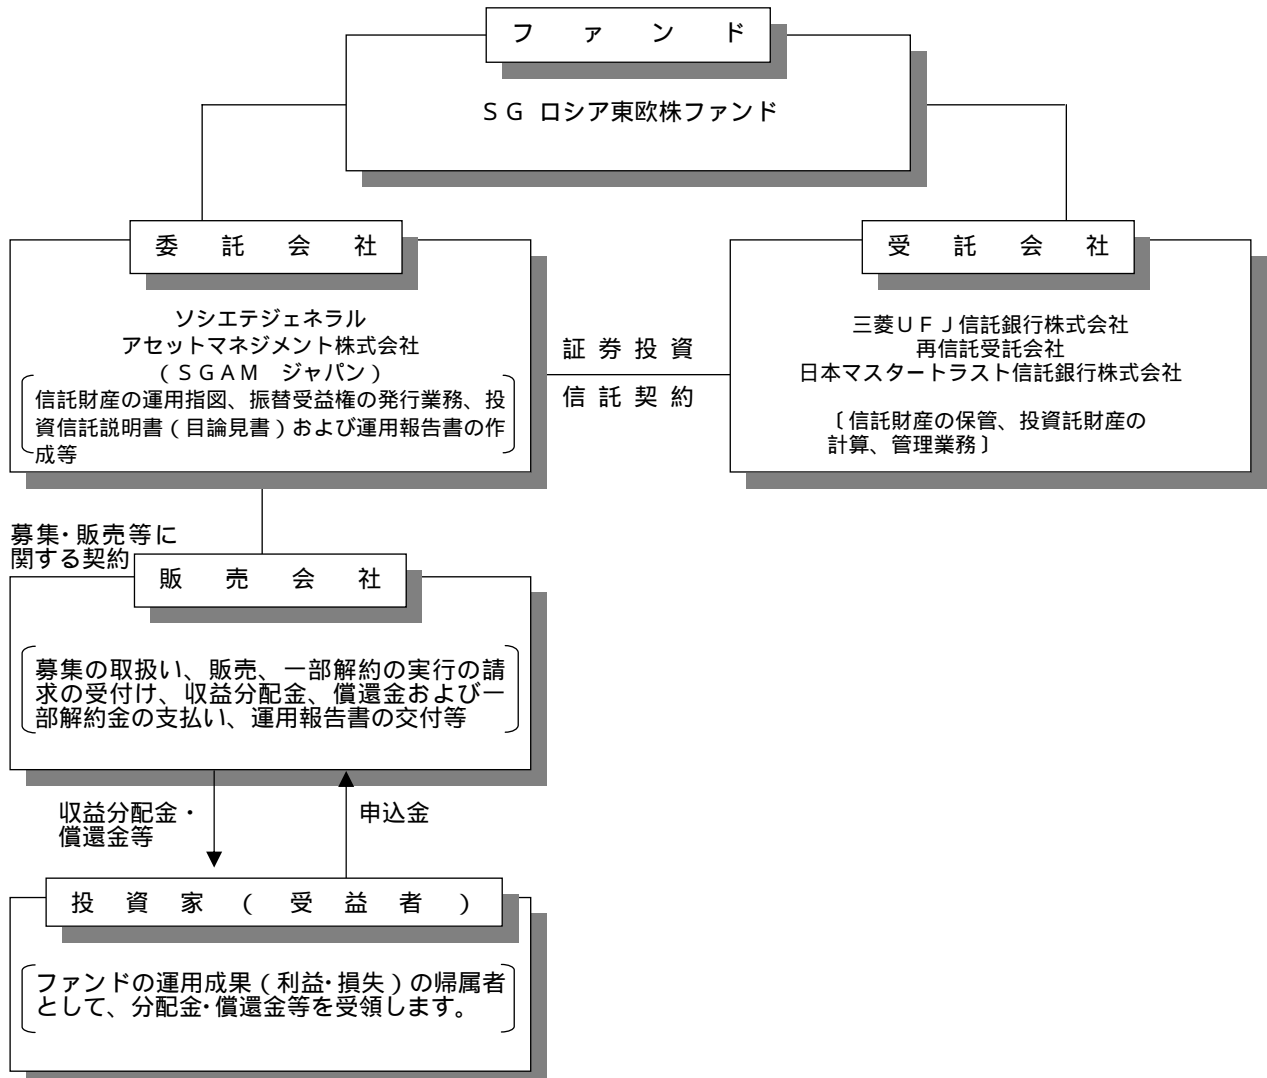 ファンド
ＳＧ ロシア東欧株ファンド
委託会社
ソシエテジェネラル
アセットマネジメント株式会社
（ＳＧＡＭ ジャパン）
信託財産の運用指図、振替受益権の発行業務、投
資信託説明書（目論見書）および運用報告書の作
成等
証券投資
信託契約
受託会社
三菱ＵＦＪ信託銀行株式会社
再信託受託会社
日本マスタートラスト信託銀行株式会社
〔信託財産の保管、投資託財産の
計算、管理業務〕
募集・販売等に
関する契約
販売会社
募集の取扱い、販売、一部解約の実行の請
求の受付け、収益分配金、償還金および一
部解約金の支払い、運用報告書の交付等
収益分配金・
償還金等
申込金
投資家（受益者）
ファンドの運用成果（利益・損失）の帰属者
として、分配金・償還金等を受領します。